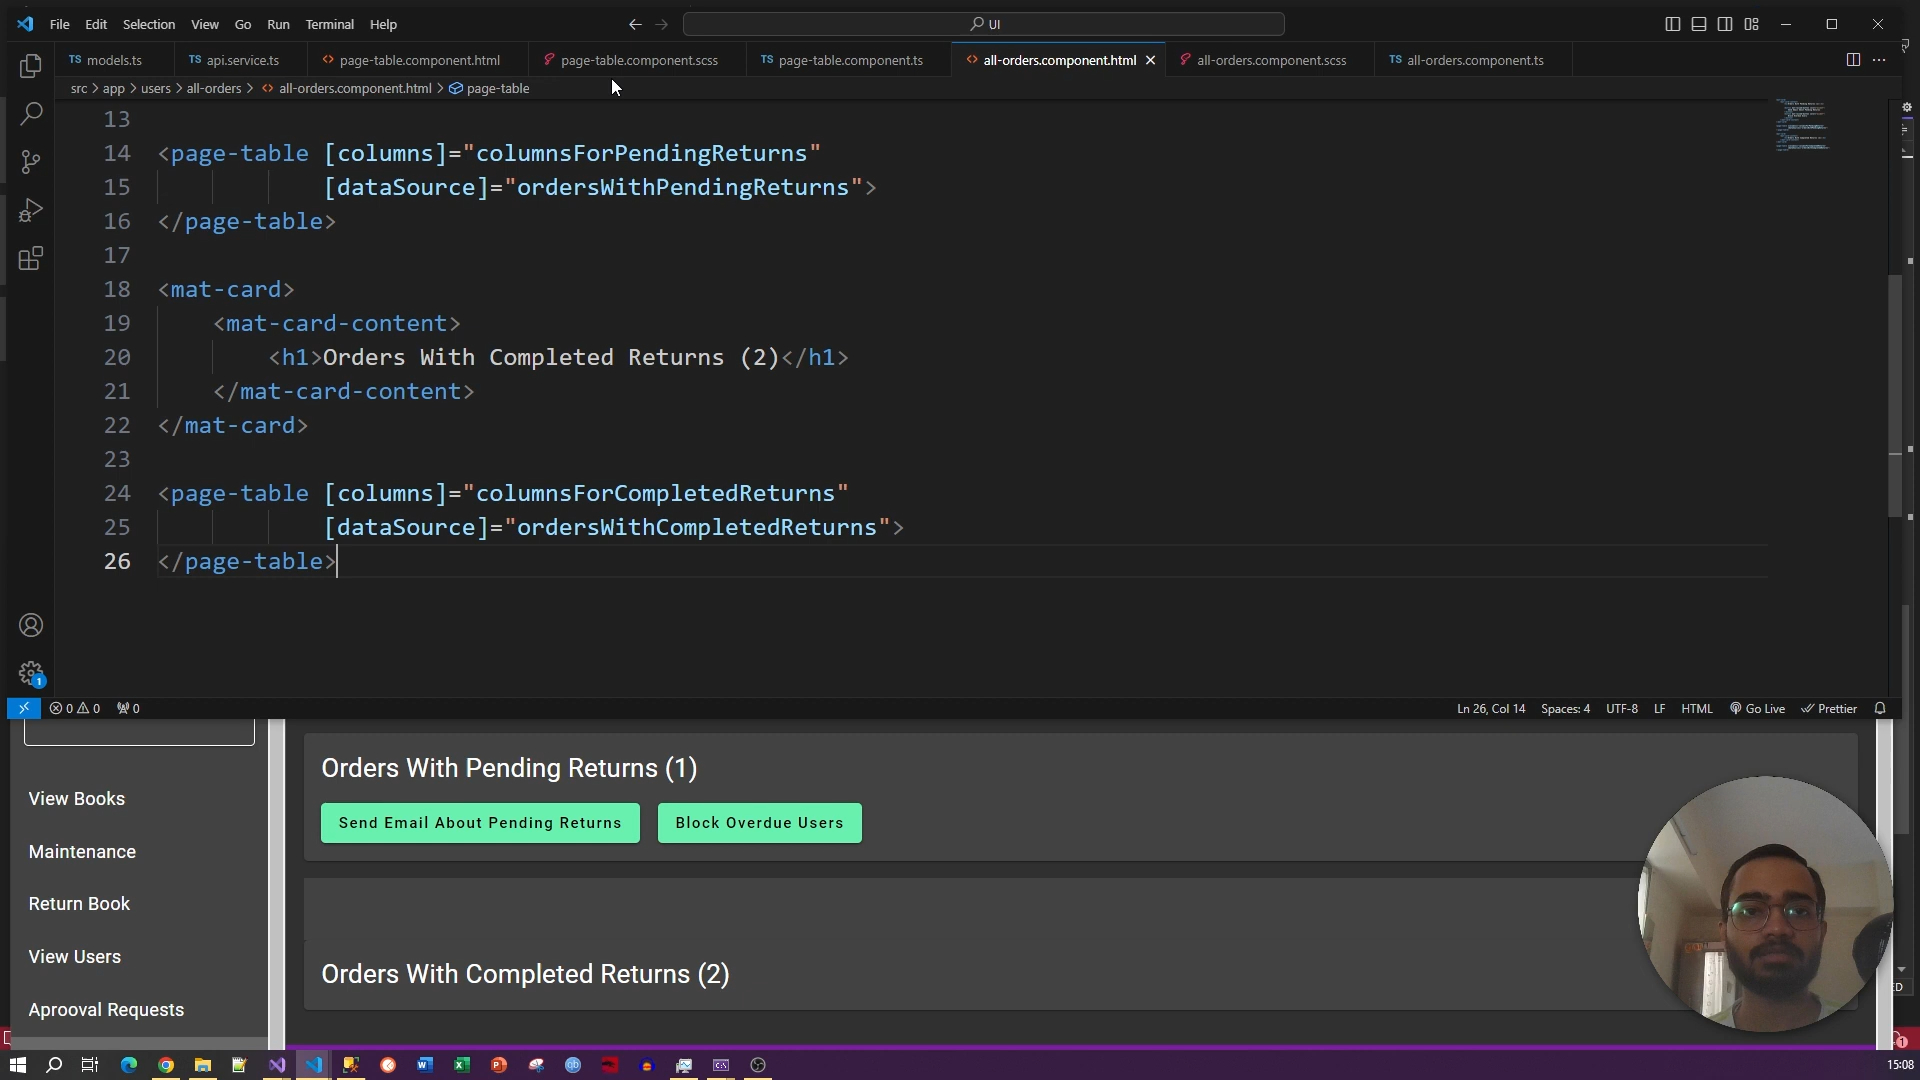 File Edit Selection View Go Run Terminal Help
UI
TS models.ts
TS api.service.ts
<> page-table.component.html
page-table.component.scss
TS page-table.component.ts
<> all-orders.component.html
all-orders.component.scss
TS all-orders.component.ts
src > app > users > all-orders > <> all-orders.component.html > page-table
13
14 <page-table [columns]="columnsForPendingReturns"
15 [dataSource]="ordersWithPendingReturns">
16 </page-table>
17
18 <mat-card>
19 <mat-card-content>
20 <h1>Orders With Completed Returns (2)</h1>
21 </mat-card-content>
22 </mat-card>
23
24 <page-table [columns]="columnsForCompletedReturns"
25 [dataSource]="ordersWithCompletedReturns">
26 </page-table>
1
0 0 0
Ln 26, Col 14 Spaces: 4 UTF-8 LF HTML Go Live Prettier
View Books
Maintenance
Return Book
View Users
Aprooval Requests
Orders With Pending Returns (1)
Send Email About Pending Returns
Block Overdue Users
Orders With Completed Returns (2)
ED
1
15:08